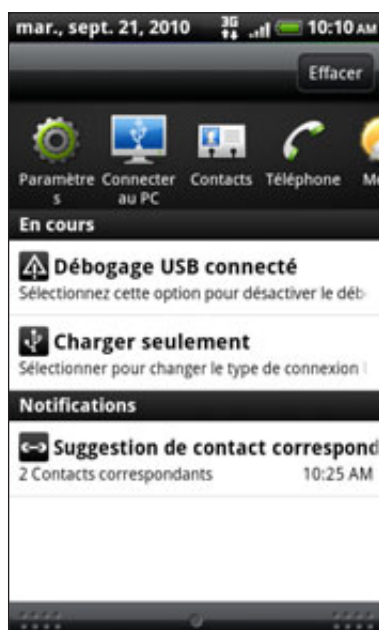 mar., sept. 21, 2010 3G 10:10 AM
Effacer
Paramètre Connecter Contacts Téléphone
s au PC
En cours
Débogage USB connecté
Sélectionnez cette option pour désactiver le déb
Charger seulement
Sélectionner pour changer le type de connexion
Notifications
Suggestion de contact correspond
2 Contacts correspondants 10:25 AM